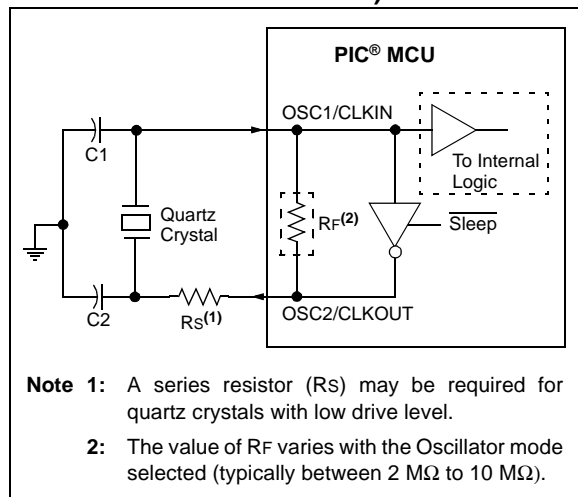 PIC® MCU
OSC1/CLKIN
C1
To Internal
Logic
Quartz
Crystal
RF(2)
Sleep
C2
RS(1)
OSC2/CLKOUT
Note 1: A series resistor (RS) may be required for
quartz crystals with low drive level.
2: The value of RF varies with the Oscillator mode
selected (typically between 2 MΩ to 10 MΩ).